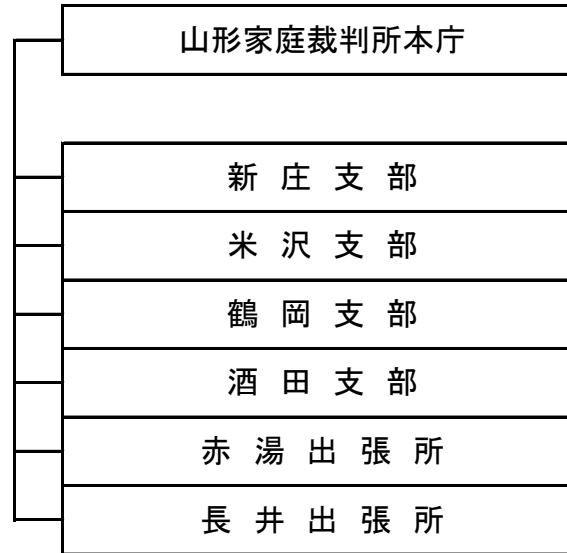 山形家庭裁判所本庁
新庄支部
米沢支部
鶴岡支部
酒田支部
赤湯出張所
長井出張所